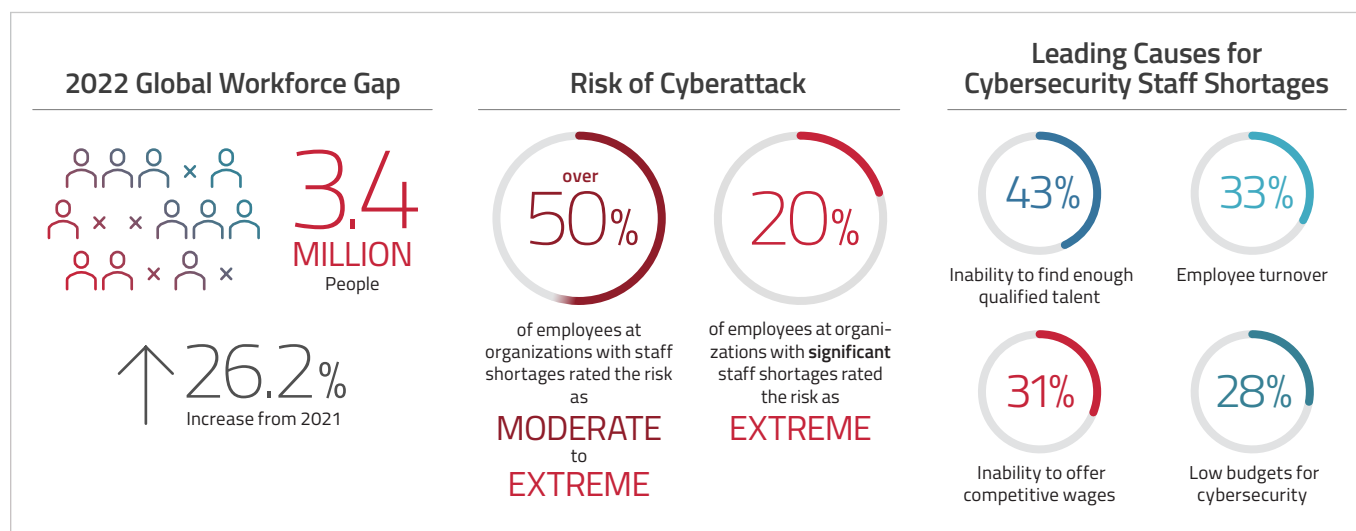 2022 Global Workforce Gap
3.4
MILLION
People
26.2%
Increase from 2021
Risk of Cyberattack
over
50%
of employees at
organizations with staff
shortages rated the risk
as
MODERATE
to
EXTREME
20%
of employees at organi-
zations with significant
staff shortages rated
the risk as
EXTREME
Leading Causes for
Cybersecurity Staff Shortages
43%
Inability to find enough
qualified talent
33%
Employee turnover
31%
Inability to offer
competitive wages
28%
Low budgets for
cybersecurity